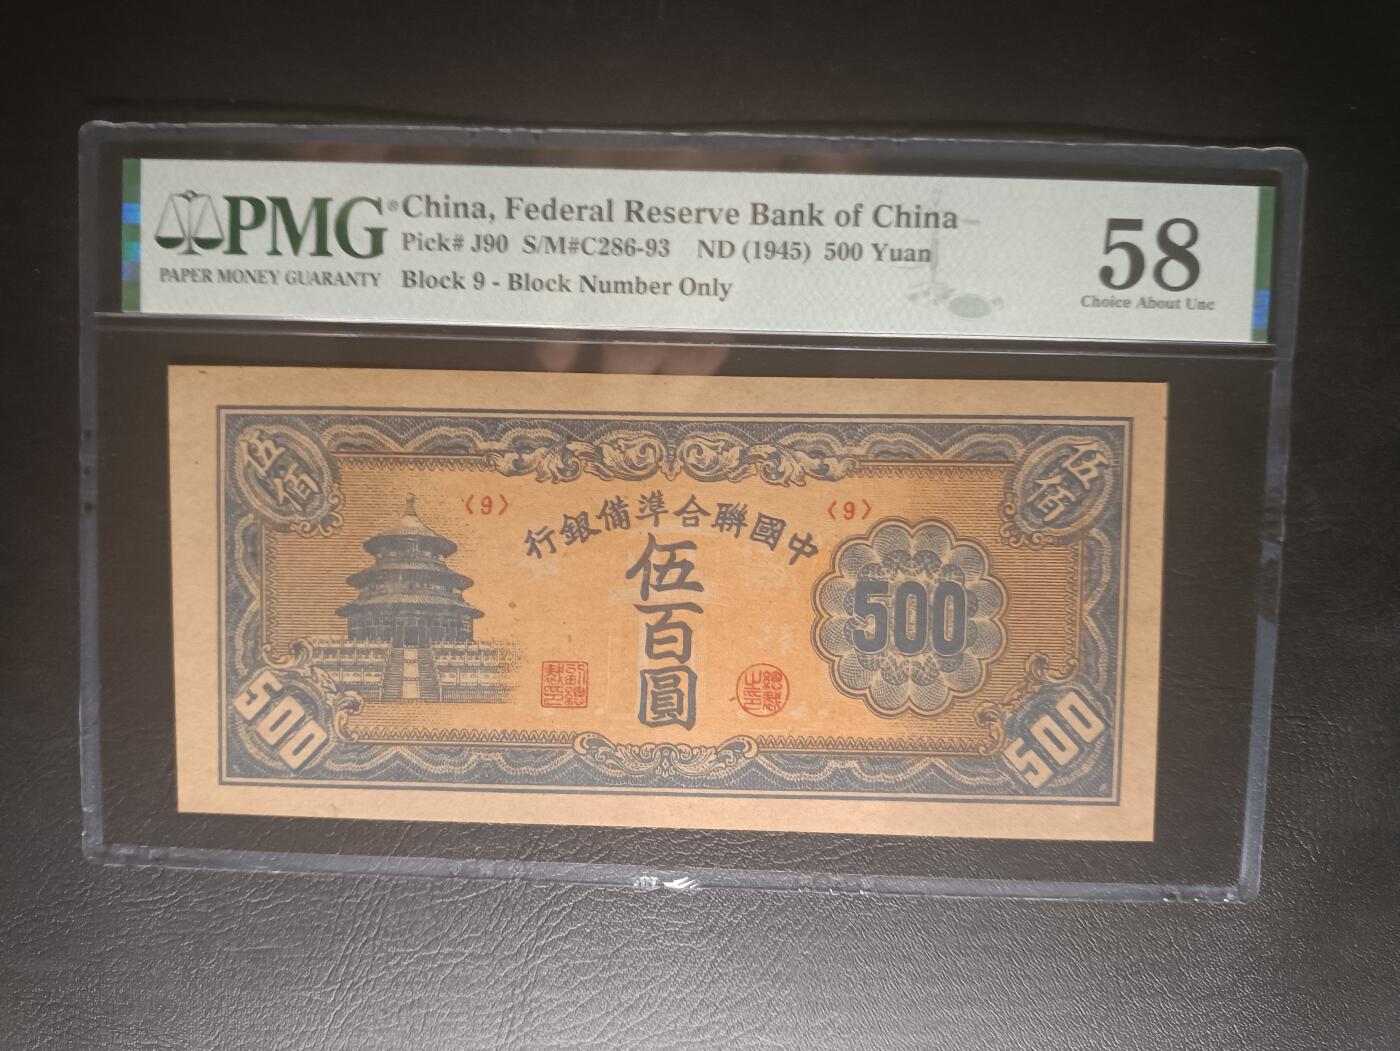 PMG® China, Federal Reserve Bank of China
PAPER MONEY GUARANTY
Pick# J90 S/M#C286-93 ND (1945) 500 Yuan
Block 9 - Block Number Only
58
Choice About Unc
伍佰
伍佰
〈9〉
〈9〉
行銀備準合聯國中
伍百圓
500
500
500